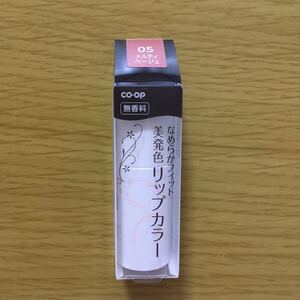 05
メルティ
ベージュ
co·op
無香料
なめらかフィット
美発色リップカラー